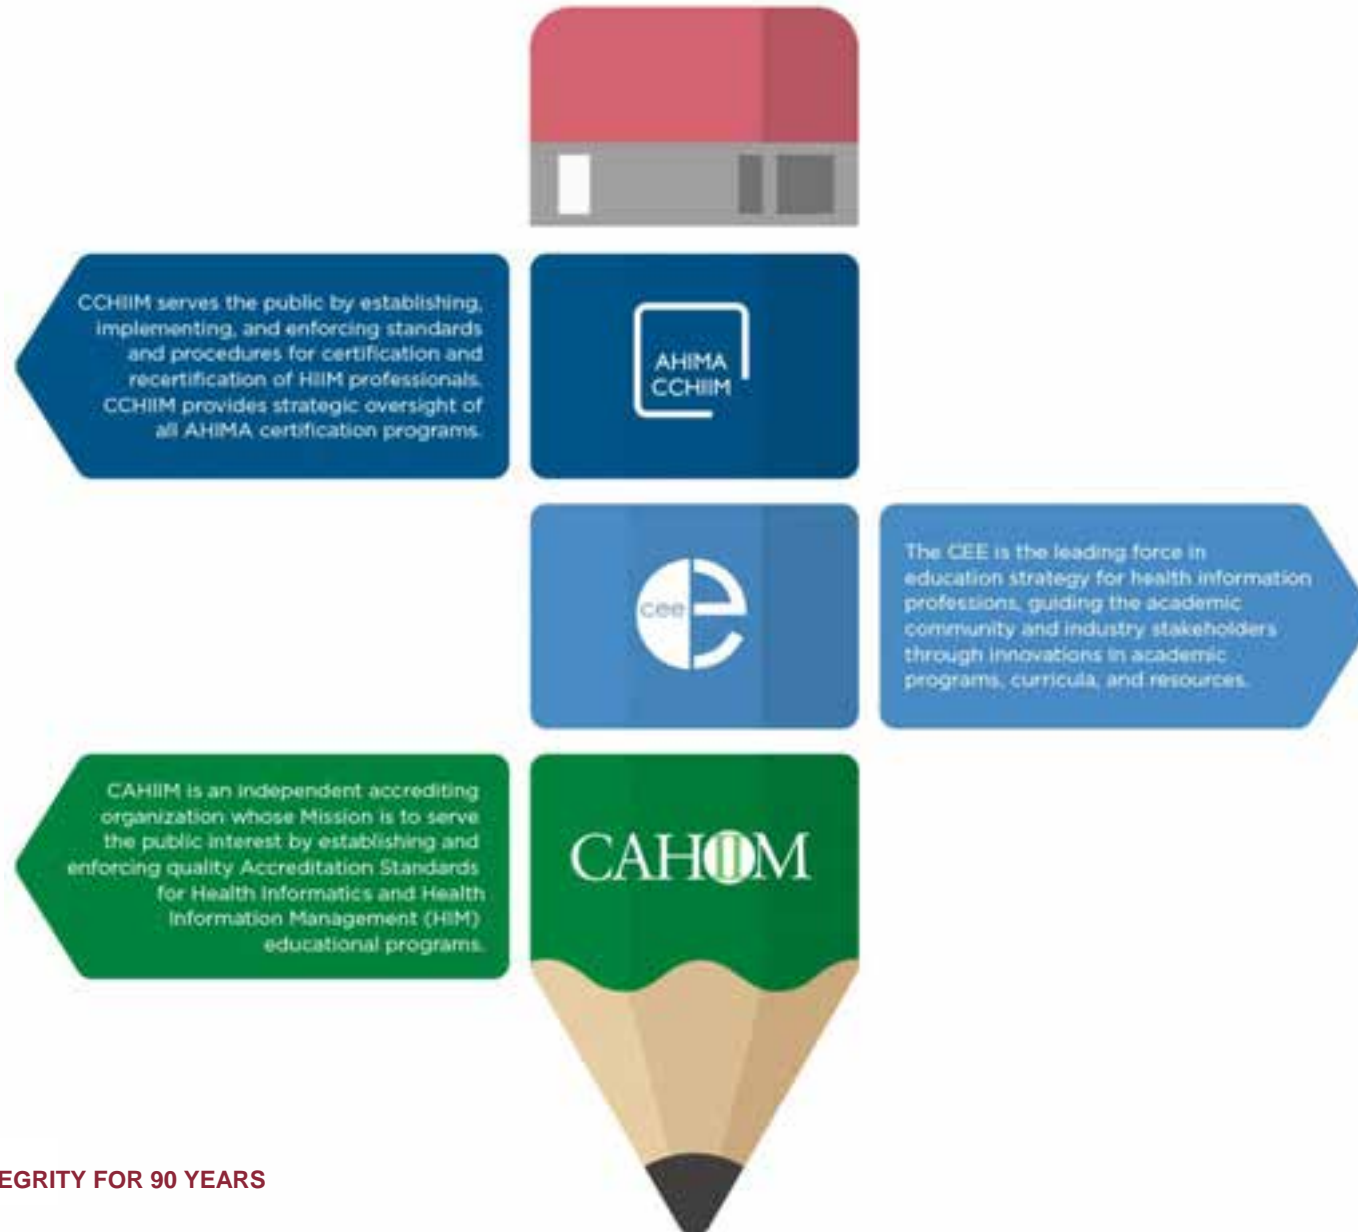 CCHIIM serves the public by establishing,
implementing, and enforcing standards
and procedures for certification and
recertification of HIIM professionals.
CCHIIM provides strategic oversight of
all AHIMA certification programs.
AHIMA
CCHIIM
cee
The CEE is the leading force in
education strategy for health information
professions, guiding the academic
community and industry stakeholders
through innovations in academic
programs, curricula, and resources.
CAHIIM is an independent accrediting
organization whose Mission is to serve
the public interest by establishing and
enforcing quality Accreditation Standards
for Health Informatics and Health
Information Management (HIM)
educational programs.
CAHIIM
EGRITY FOR 90 YEARS